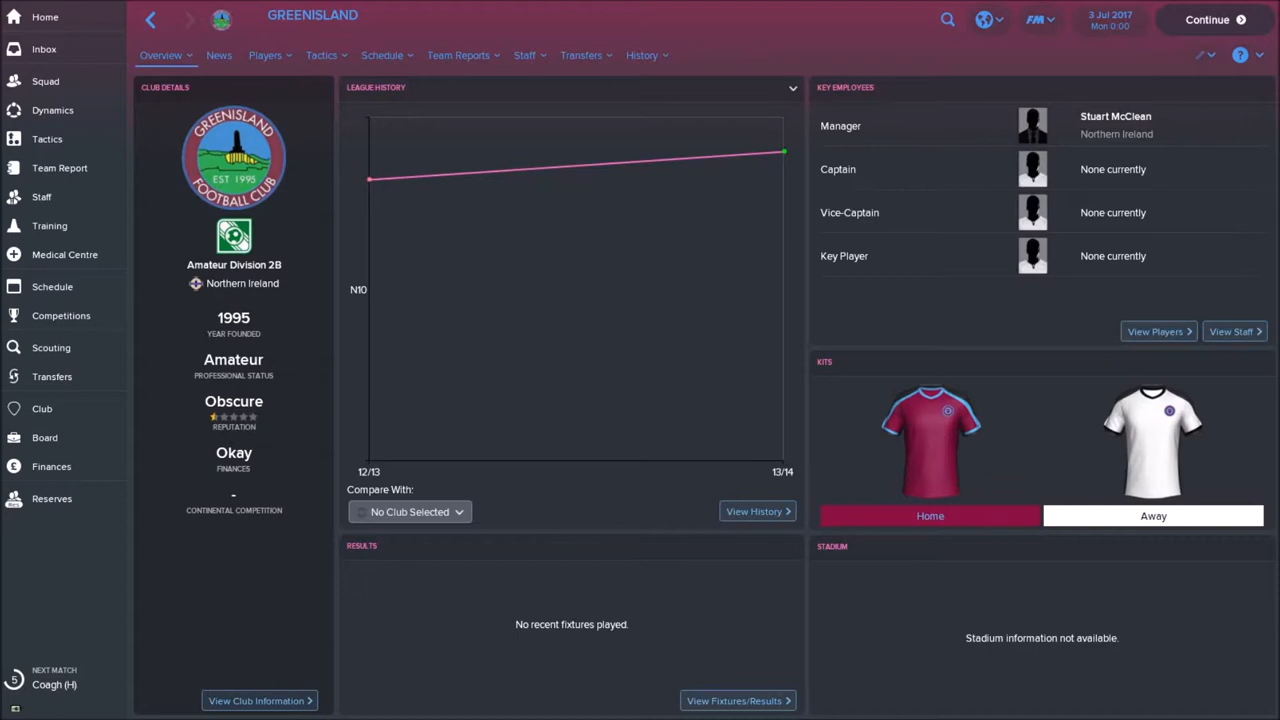 GREENISLAND
3 Jul 2017
Mon 0:00
Continue
FM
Home
Inbox
Squad
Dynamics
Tactics
Team Report
Staff
Training
Medical Centre
Schedule
Competitions
Scouting
Transfers
Club
Board
Finances
Reserves
NEXT MATCH
5
Coagh (H)
Overview
News
Players
Tactics
Schedule
Team Reports
Staff
Transfers
History
?
CLUB DETAILS
GREENISLAND
EST 1995
FOOTBALL CLUB
Amateur Division 2B
Northern Ireland
1995
YEAR FOUNDED
Amateur
PROFESSIONAL STATUS
Obscure
REPUTATION
Okay
FINANCES
-
CONTINENTAL COMPETITION
View Club Information
LEAGUE HISTORY
N10
12/13
13/14
Compare With:
No Club Selected
View History
RESULTS
No recent fixtures played.
View Fixtures/Results
KEY EMPLOYEES
Manager
Stuart McClean
Northern Ireland
Captain
None currently
Vice-Captain
None currently
Key Player
None currently
View Players
View Staff
KITS
Home
Away
STADIUM
Stadium information not available.